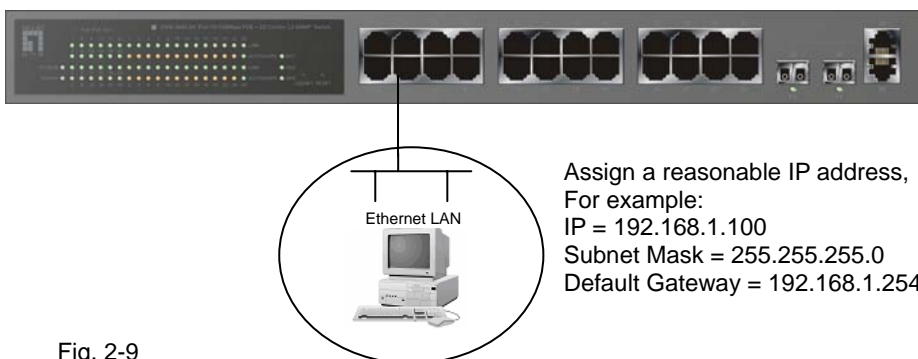 Ethernet LAN
Assign a reasonable IP address,
For example:
IP = 192.168.1.100
Subnet Mask = 255.255.255.0
Default Gateway = 192.168.1.254
Fig. 2-9